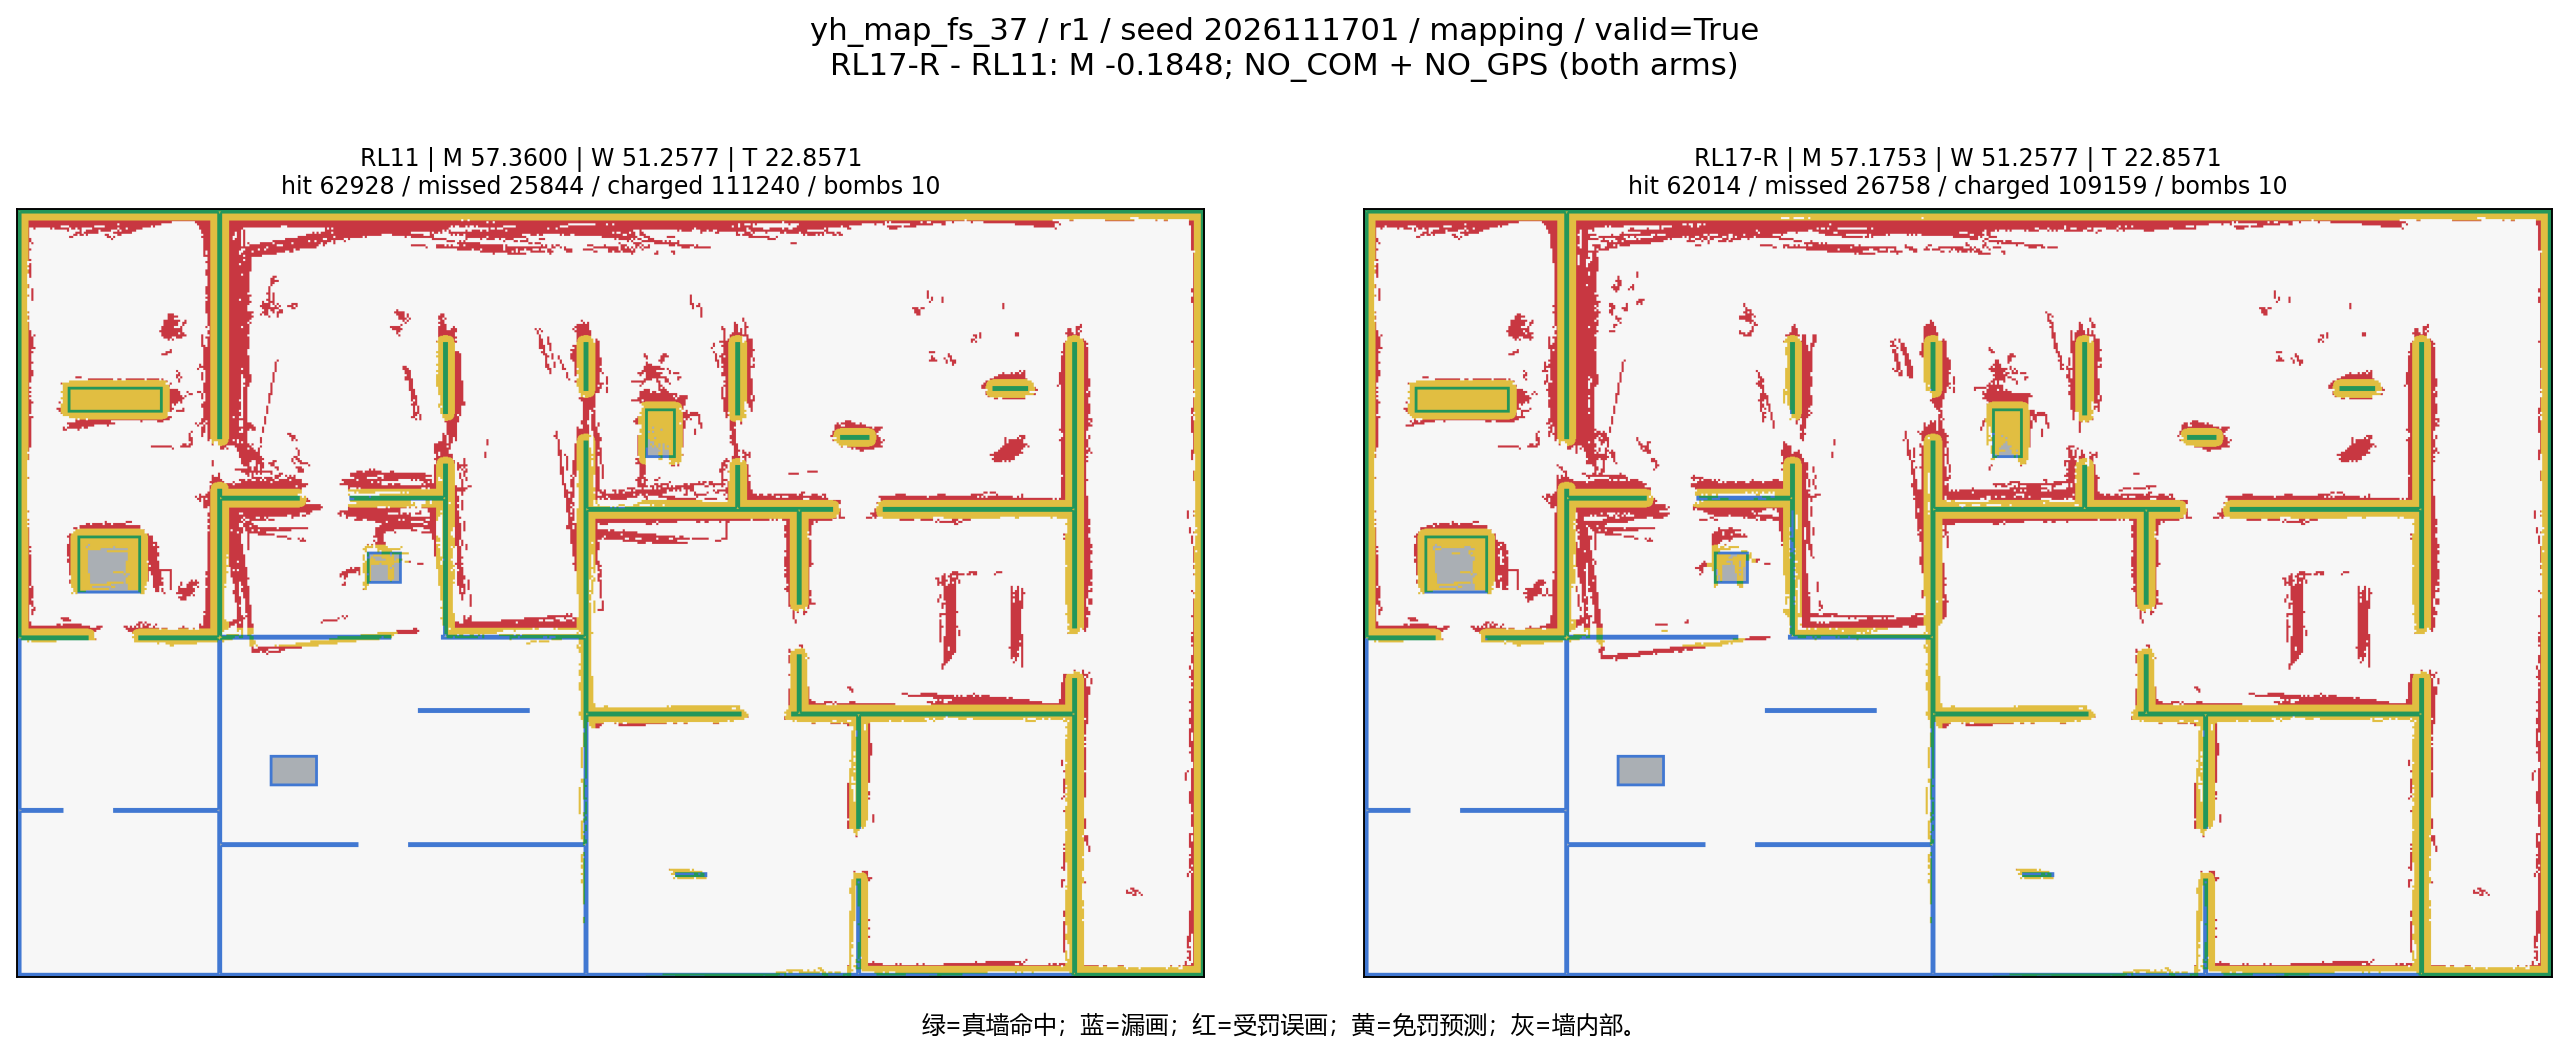 yh_map_fs_37 / r1 / seed 2026111701 / mapping / valid=True
RL17-R - RL11: M -0.1848; NO_COM + NO_GPS (both arms)
RL11 | M 57.3600 | W 51.2577 | T 22.8571
hit 62928 / missed 25844 / charged 111240 / bombs 10
RL17-R | M 57.1753 | W 51.2577 | T 22.8571
hit 62014 / missed 26758 / charged 109159 / bombs 10
绿=真墙命中；蓝=漏画；红=受罚误画；黄=免罚预测；灰=墙内部。